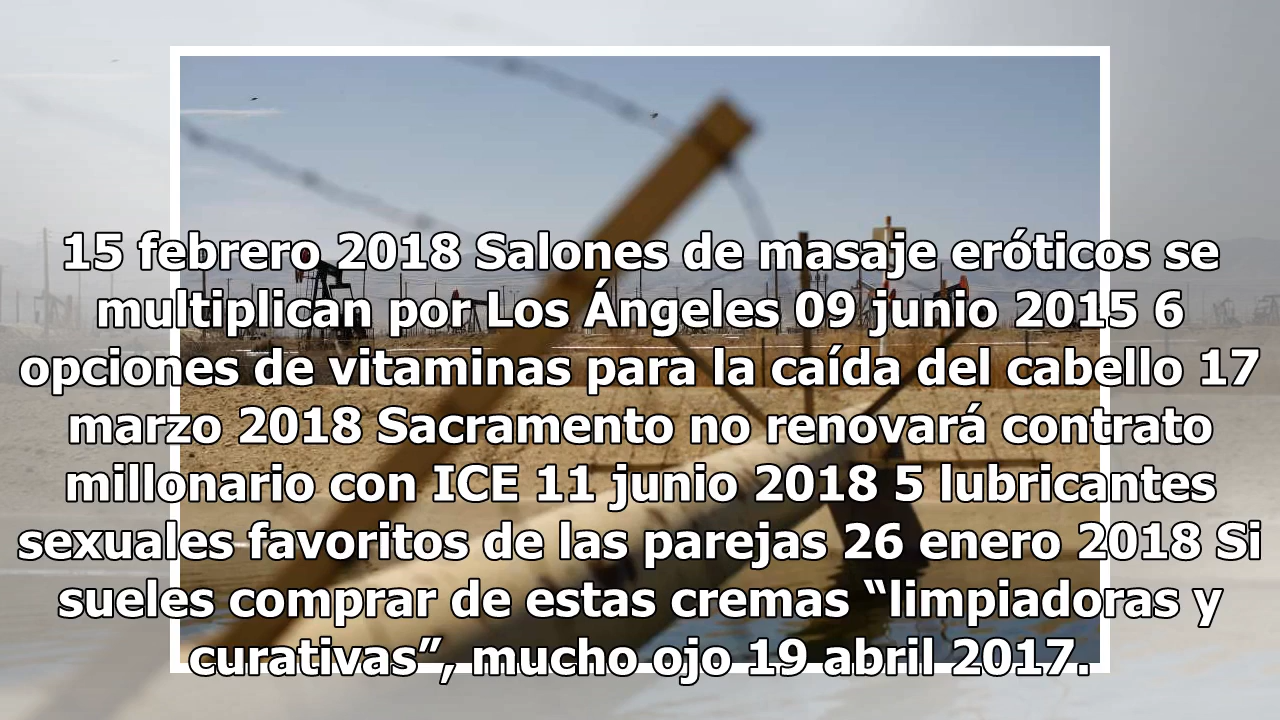 15 febrero 2018 Salones de masaje eróticos se
multiplican por Los Ángeles 09 junio 2015 6
opciones de vitaminas para la caída del cabello 17
marzo 2018 Sacramento no renovará contrato
millonario con ICE 11 junio 2018 5 lubricantes
sexuales favoritos de las parejas 26 enero 2018 Si
sueles comprar de estas cremas “limpiadoras y
curativas”, mucho ojo 19 abril 2017.